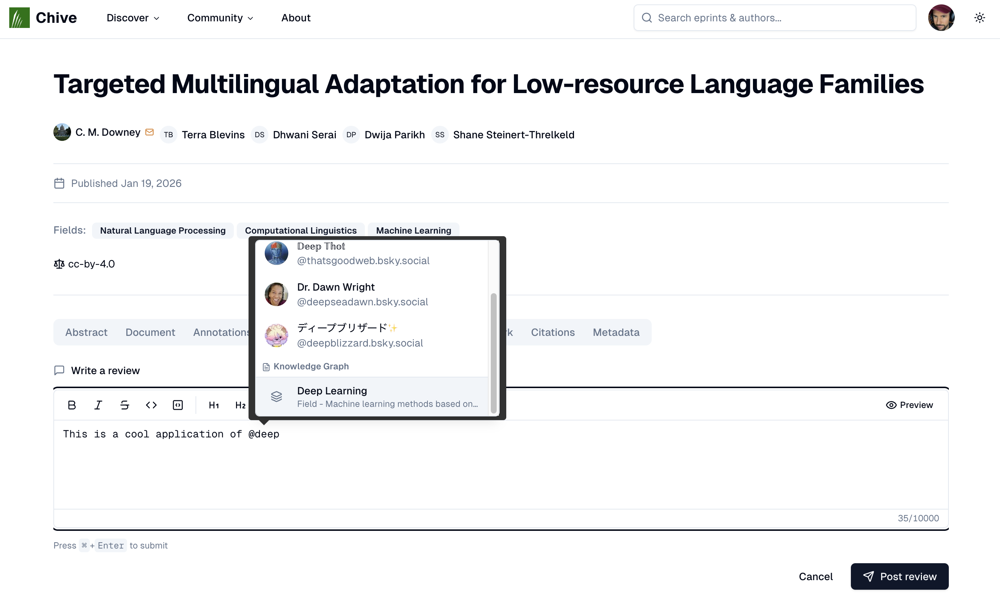 Chive
Discover
Community
About
Search eprints & authors...
Targeted Multilingual Adaptation for Low-resource Language Families
C. M. Downey
TB Terra Blevins
DS Dhwani Serai
DP Dwija Parikh
SS Shane Steinert-Threlkeld
Published Jan 19, 2026
Fields: Natural Language Processing Computational Linguistics Machine Learning
𝔻𝕖𝕖𝕡 𝕋𝕙𝕠𝕥
@thatsgoodweb.bsky.social
cc-by-4.0
Dr. Dawn Wright
@deepseadawn.bsky.social
ディープブリザード✨
@deepblizzard.bsky.social
Abstract Document Annotations Citations Metadata
Knowledge Graph
Write a review
Deep Learning
Field - Machine learning methods based on...
B I S <> H1 H2
Preview
This is a cool application of @deep
35/10000
Press ⌘+Enter to submit
Cancel
Post review